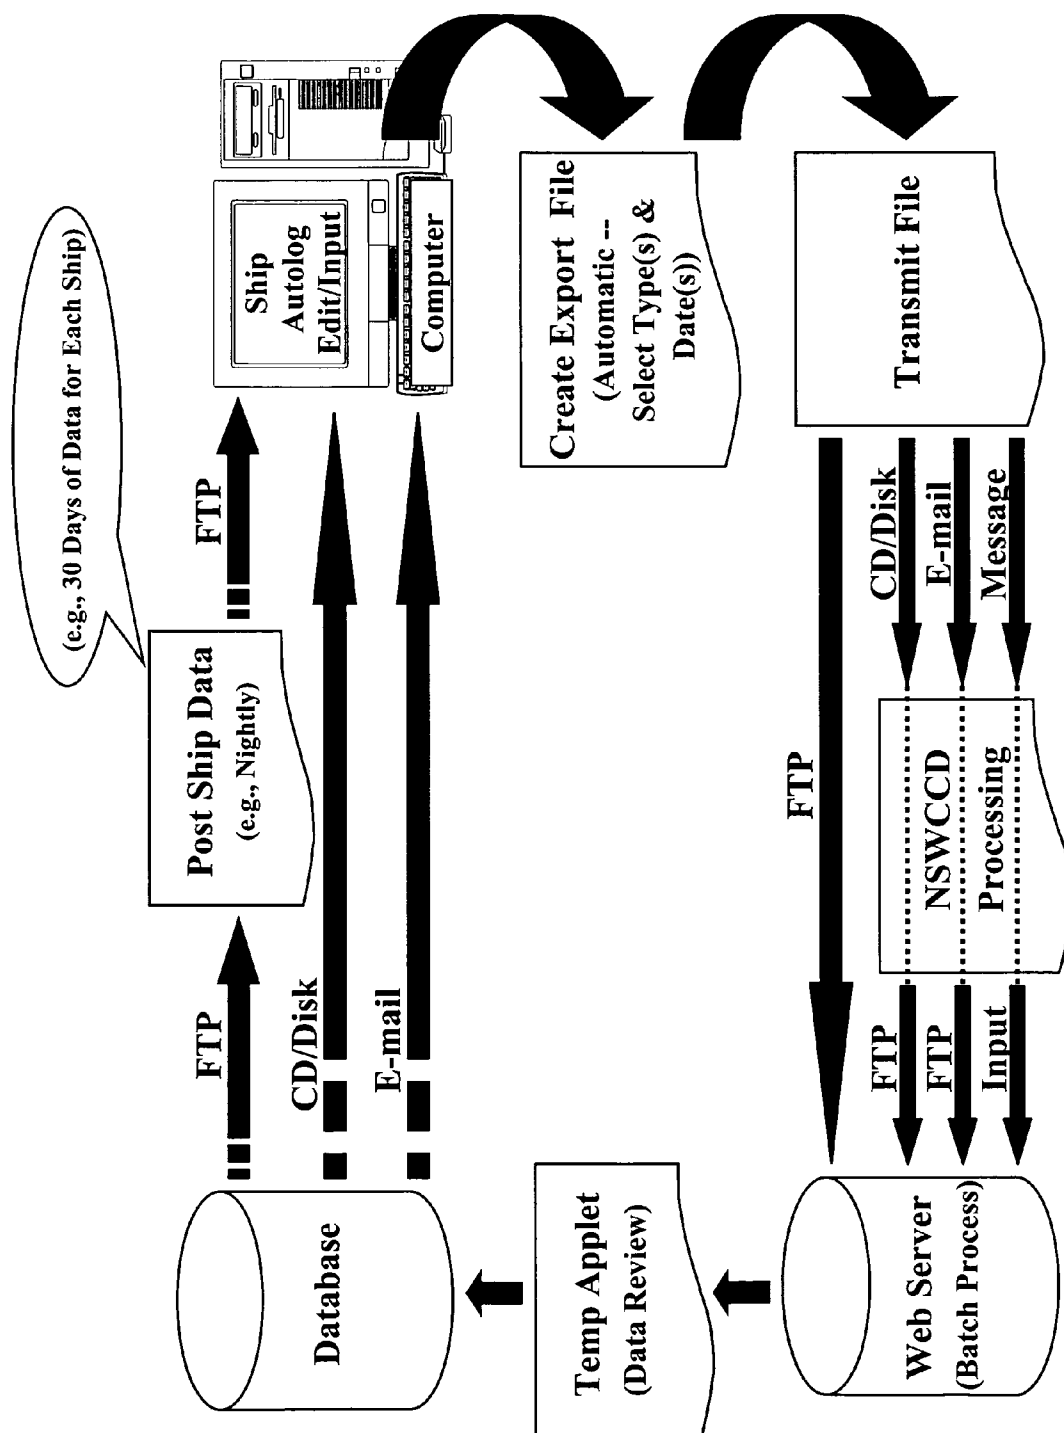 (e.g., 30 Days of Data for Each Ship)
FTP
Post Ship Data
(e.g., Nightly)
FTP
CD/Disk
E-mail
Database
Ship
Autolog
Edit/Input
Computer
Create Export File
(Automatic --
Select Type(s) &
Date(s))
Transmit File
FTP
CD/Disk
E-mail
Message
NSWCCD
Processing
FTP
FTP
Input
Web Server
(Batch Process)
Temp Applet
(Data Review)